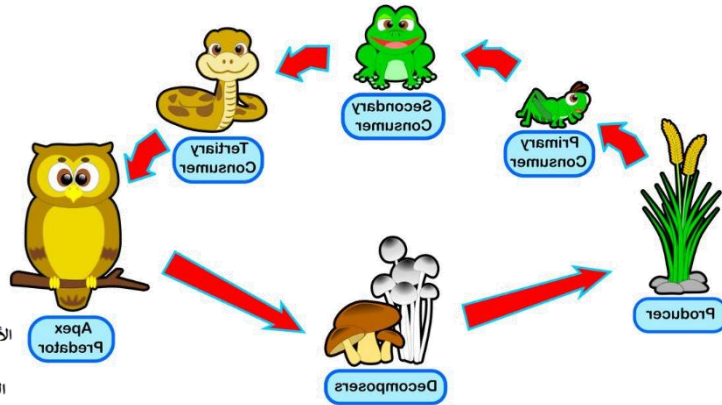 Secondary
Consumer
Tertiary
Consumer
Primary
Consumer
Apex
Predator
Producer
Decomposers